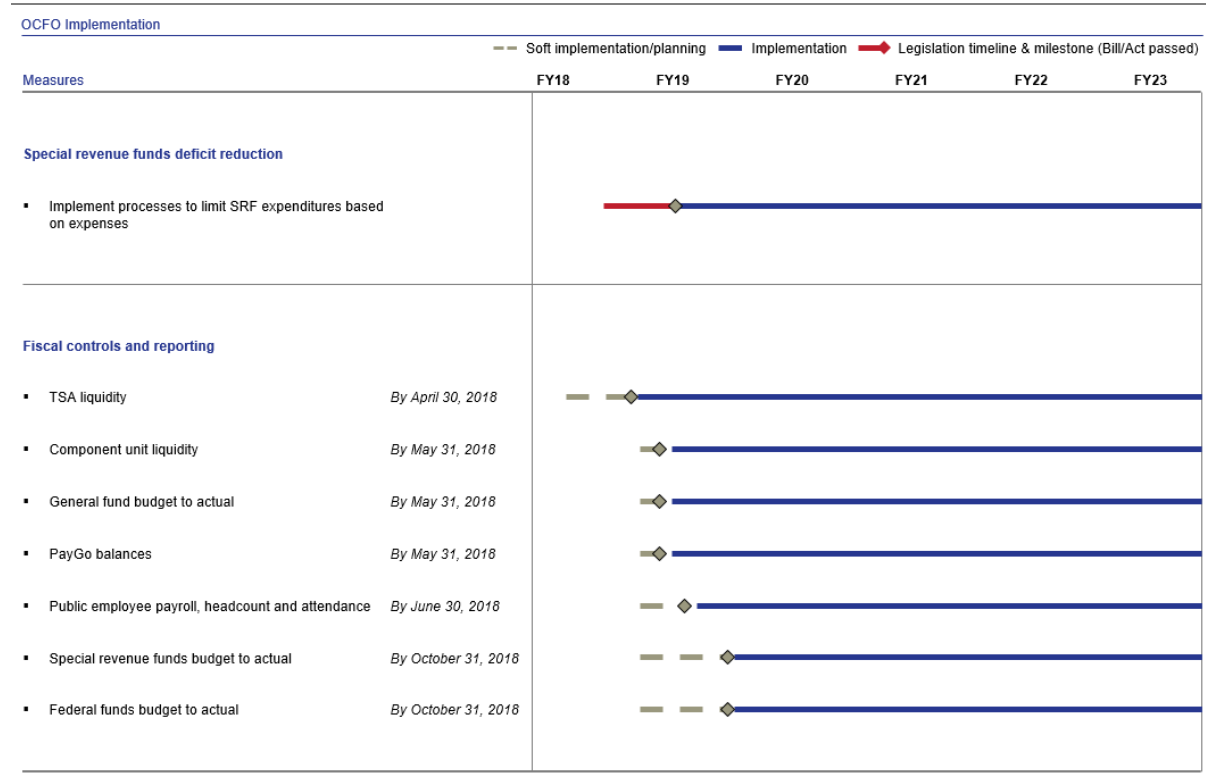 OCFO Implementation
Soft implementation/planning Implementation Legislation timeline & milestone (Bill/Act passed)
Measures FY18 FY19 FY20 FY21 FY22 FY23
Special revenue funds deficit reduction
▪ Implement processes to limit SRF expenditures based
on expenses
Fiscal controls and reporting
▪ TSA liquidity By April 30, 2018
▪ Component unit liquidity By May 31, 2018
▪ General fund budget to actual By May 31, 2018
▪ PayGo balances By May 31, 2018
▪ Public employee payroll, headcount and attendance By June 30, 2018
▪ Special revenue funds budget to actual By October 31, 2018
▪ Federal funds budget to actual By October 31, 2018